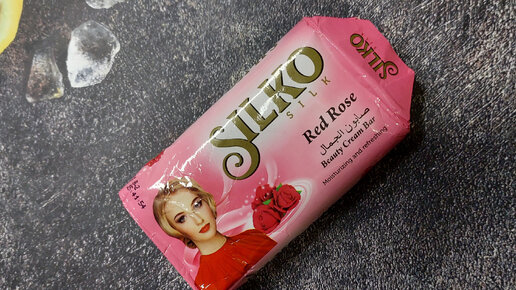 SILKO
SILK
Red Rose
صابون الجمال
Beauty Cream Bar
Moisturizing and refreshing
SILKO